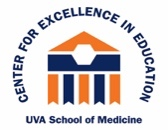 CENTER FOR EXCELLENCE IN EDUCATION
UVA School of Medicine